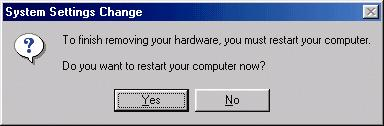 System Settings Change
To finish removing your hardware, you must restart your computer.
Do you want to restart your computer now?
Yes No